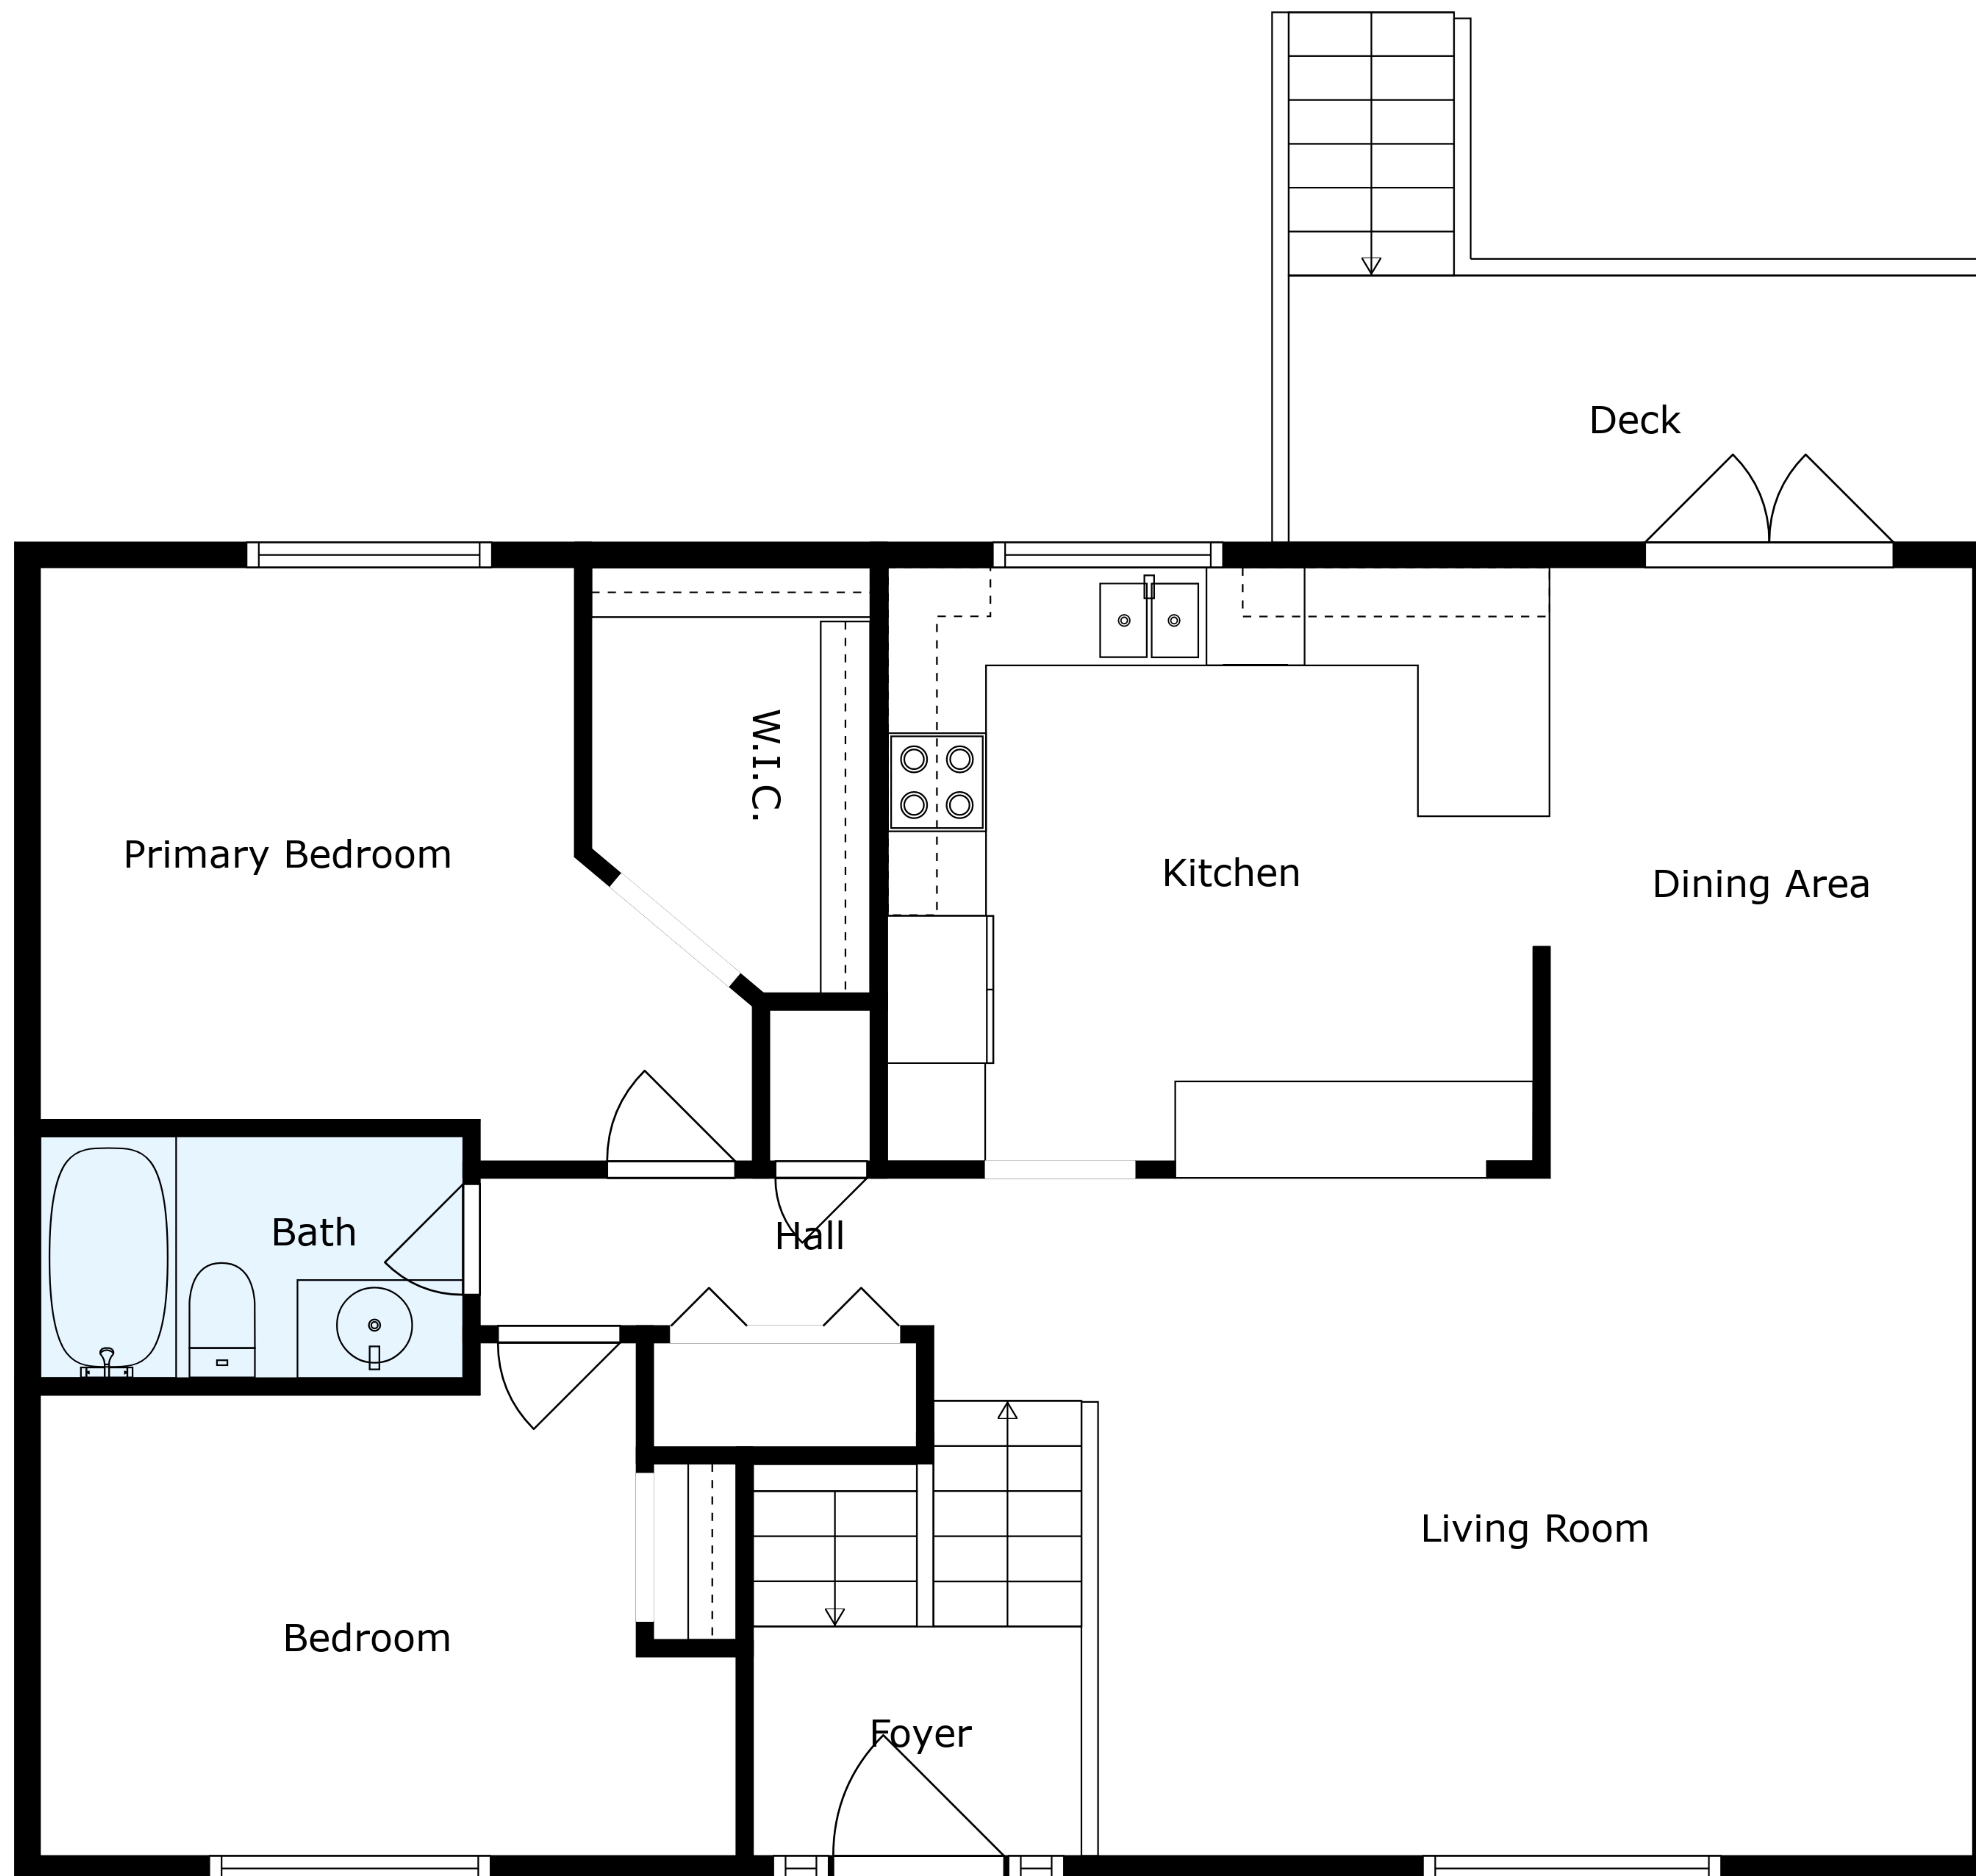 Deck
W.I.C.
Primary Bedroom
Kitchen
Dining Area
Bath
Hall
Living Room
Bedroom
Foyer